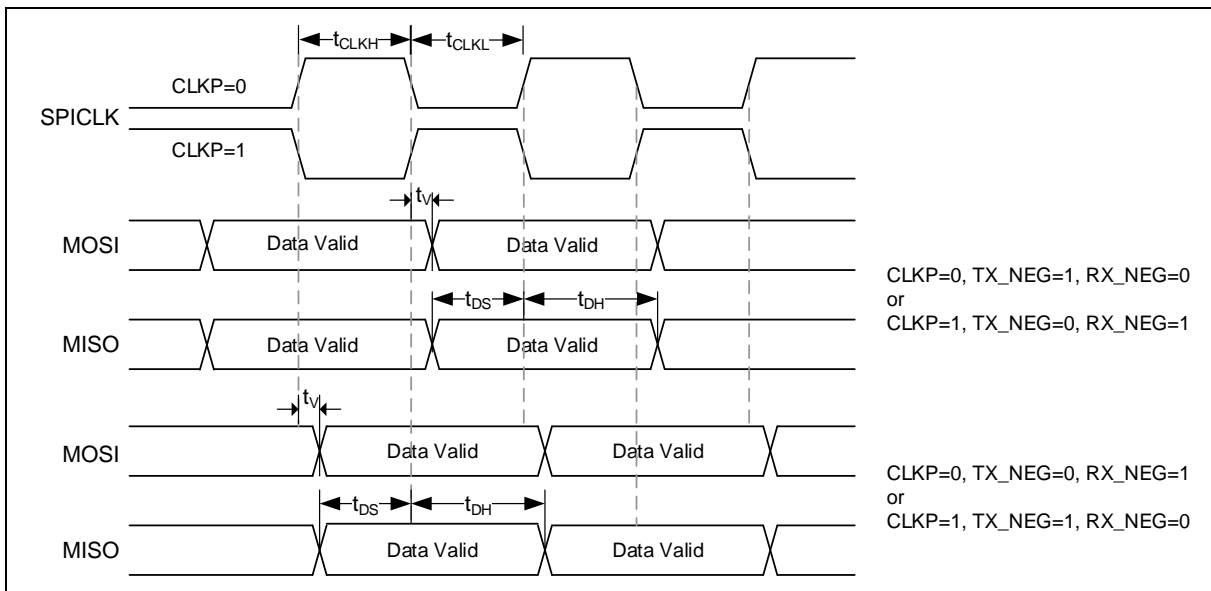 tCLKH tCLKL
CLKP=0
SPICLK
CLKP=1
tV
MOSI Data Valid Data Valid
CLKP=0, TX_NEG=1, RX_NEG=0
or
CLKP=1, TX_NEG=0, RX_NEG=1
tDS tDH
MISO Data Valid Data Valid
tV
MOSI Data Valid Data Valid
CLKP=0, TX_NEG=0, RX_NEG=1
or
CLKP=1, TX_NEG=1, RX_NEG=0
tDS tDH
MISO Data Valid Data Valid